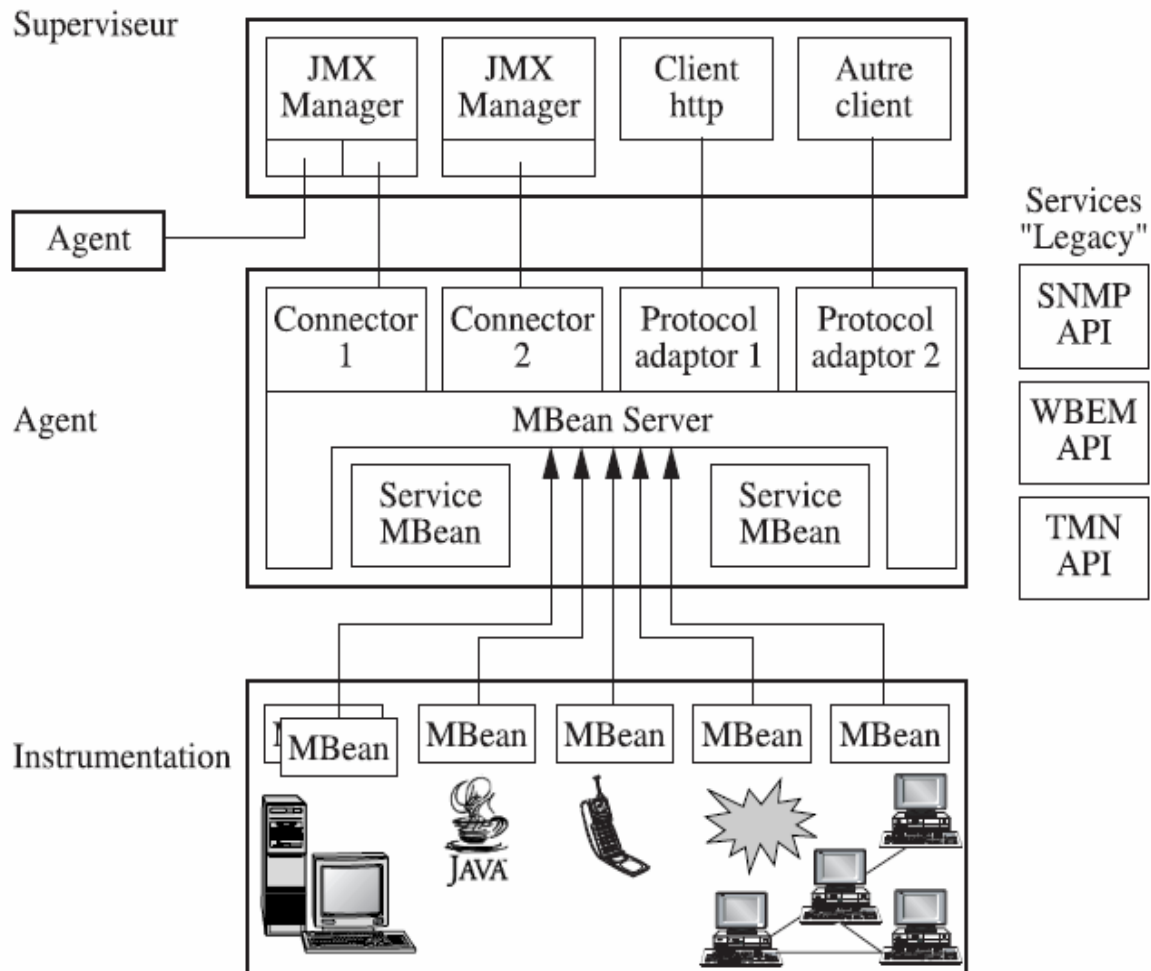 Superviseur
JMX
Manager
JMX
Manager
Client
http
Autre
client
Agent
Services
"Legacy"
SNMP
API
WBEM
API
TMN
API
Agent
Connector
1
Connector
2
Protocol
adaptor 1
Protocol
adaptor 2
MBean Server
Service
MBean
Service
MBean
Instrumentation
MBean
MBean
MBean
MBean
MBean
JAVA